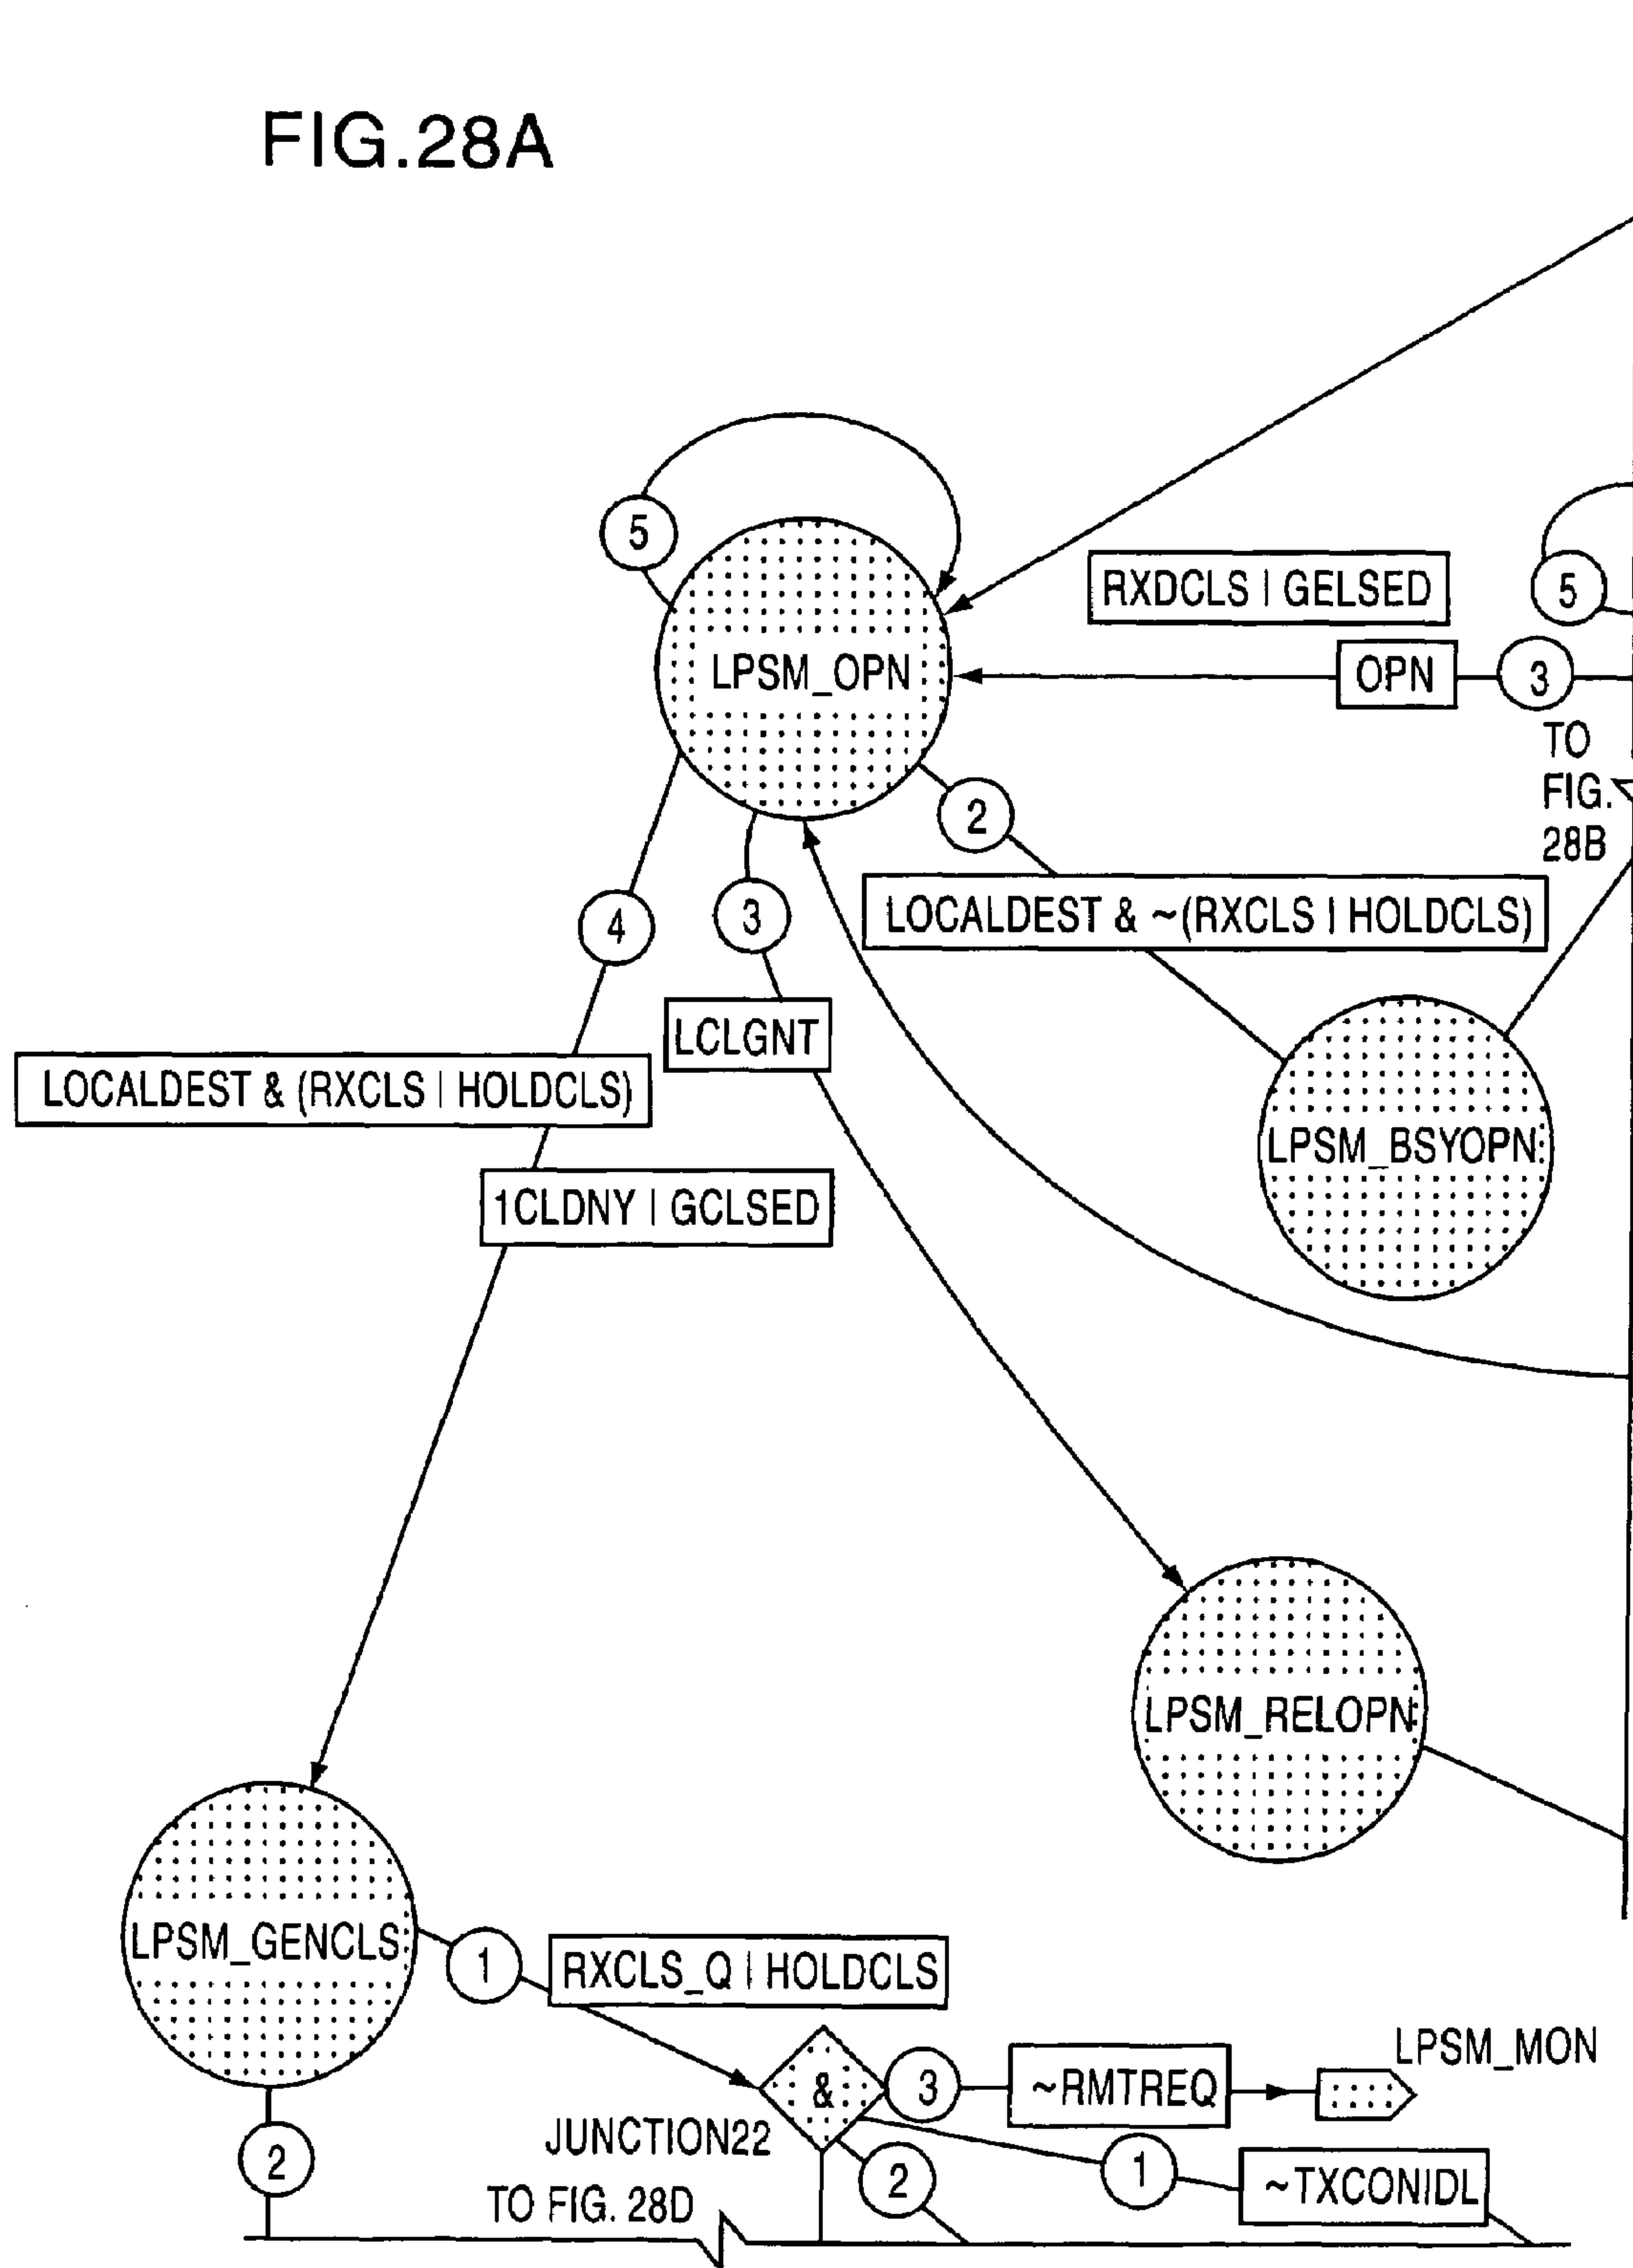 FIG.28A
5
RXDCLS | GELSED
5
LPSM_OPN
OPN
3
TO
FIG.
28B
2
4
3
LOCALDEST & ~(RXCLS | HOLDCLS)
LCLGNT
LOCALDEST & (RXCLS | HOLDCLS)
LPSM_BSYOPN
1CLDNY | GCLSED
LPSM_RELOPN
LPSM_GENCLS
1
RXCLS_Q | HOLDCLS
LPSM_MON
&
3
~RMTREQ
JUNCTION22
2
2
1
~TXCONIDL
TO FIG. 28D